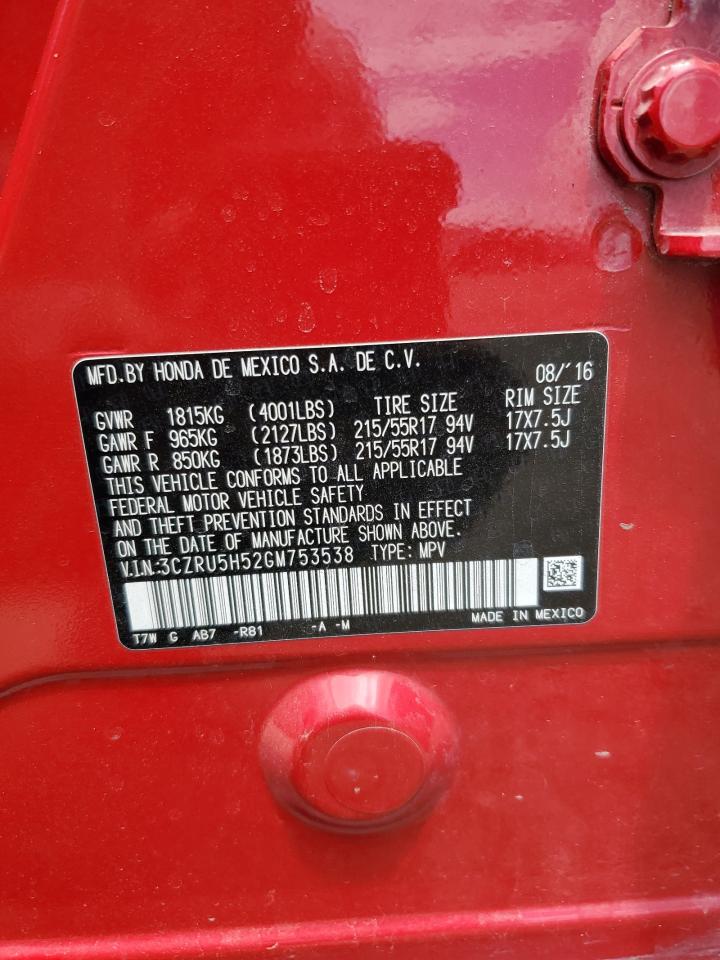 MFD.BY HONDA DE MEXICO S.A. DE C.V. 08/'16
GVWR 1815KG (4001LBS) TIRE SIZE RIM SIZE
GAWR F 965KG (2127LBS) 215/55R17 94V 17X7.5J
GAWR R 850KG (1873LBS) 215/55R17 94V 17X7.5J
THIS VEHICLE CONFORMS TO ALL APPLICABLE
FEDERAL MOTOR VEHICLE SAFETY
AND THEFT PREVENTION STANDARDS IN EFFECT
ON THE DATE OF MANUFACTURE SHOWN ABOVE.
V.I.N:3CZRU5H52GM753538 TYPE: MPV
T7W G AB7 -R81 -A -M MADE IN MEXICO